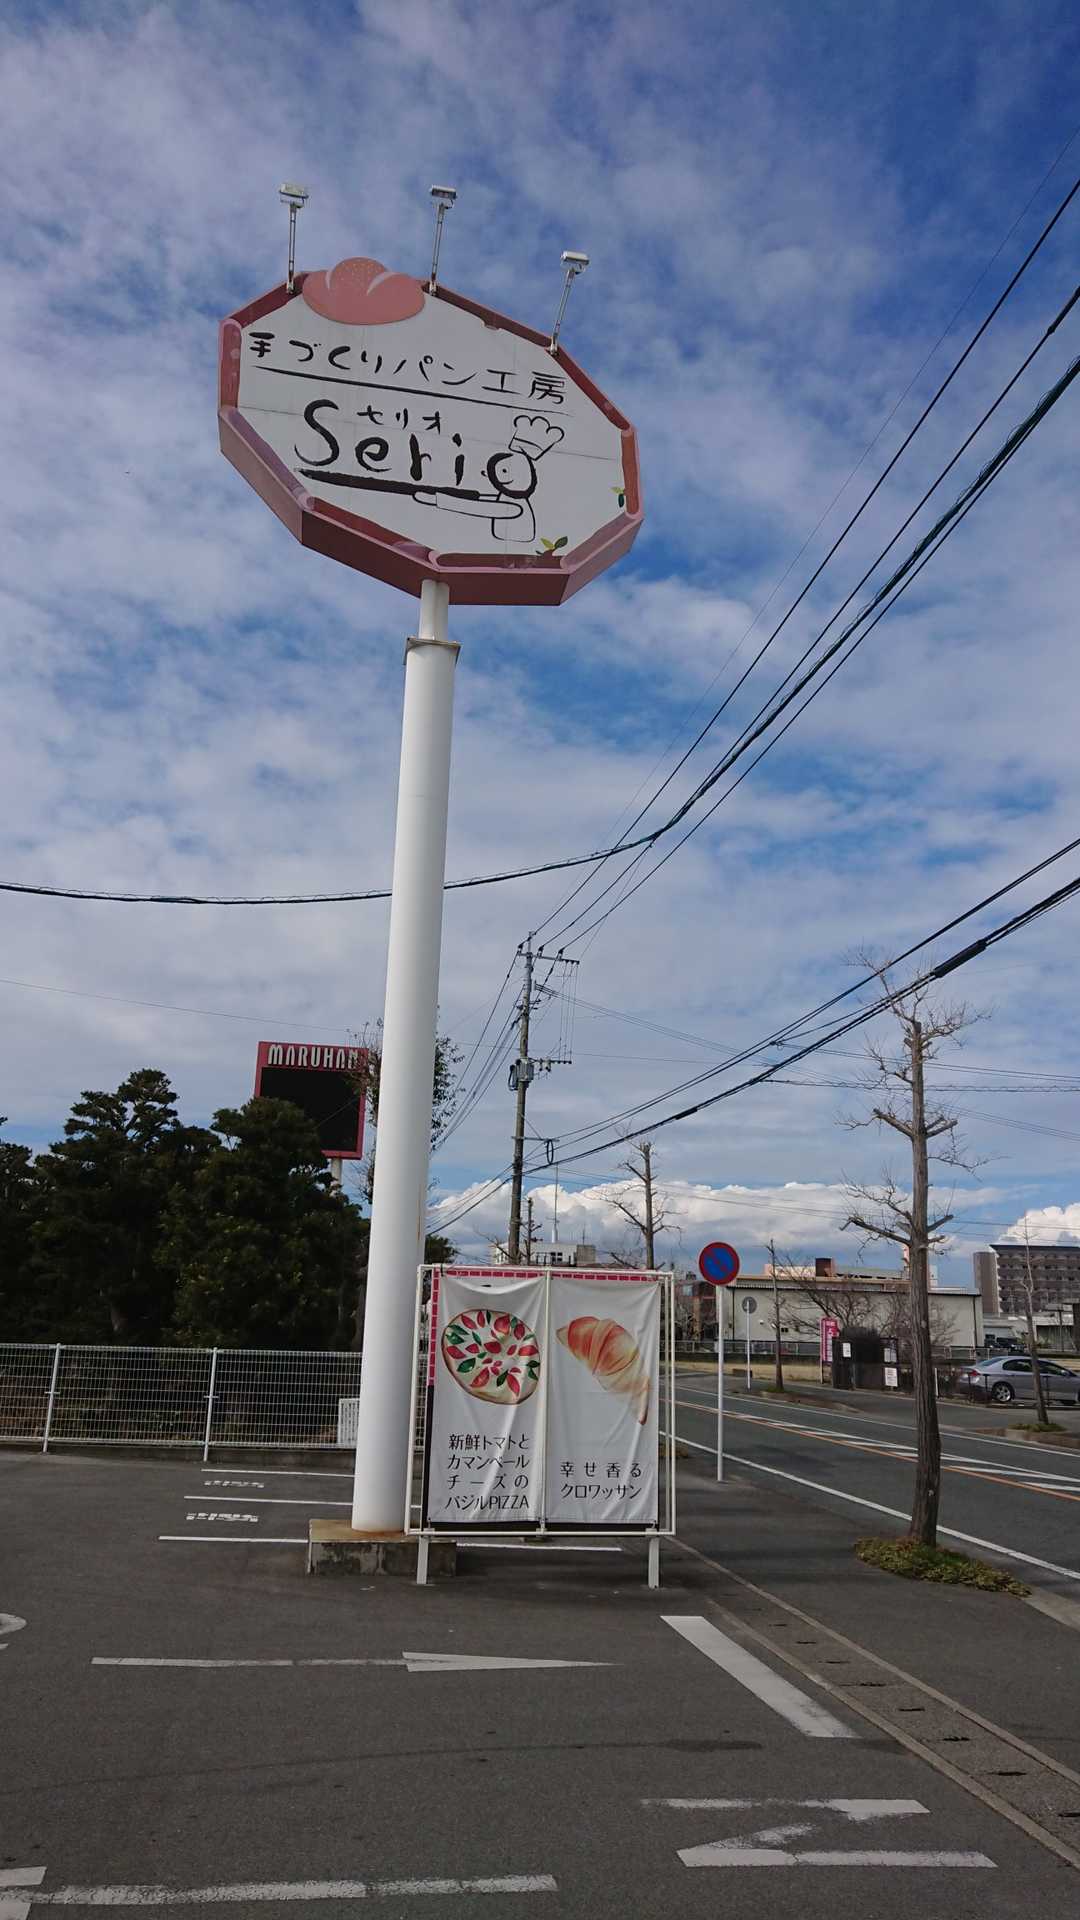 手づくりパン工房
セリオ
Serio
MARUHAN
新鮮トマトと
カマンベール
チーズの
バジルPIZZA
幸せ香る
クロワッサン